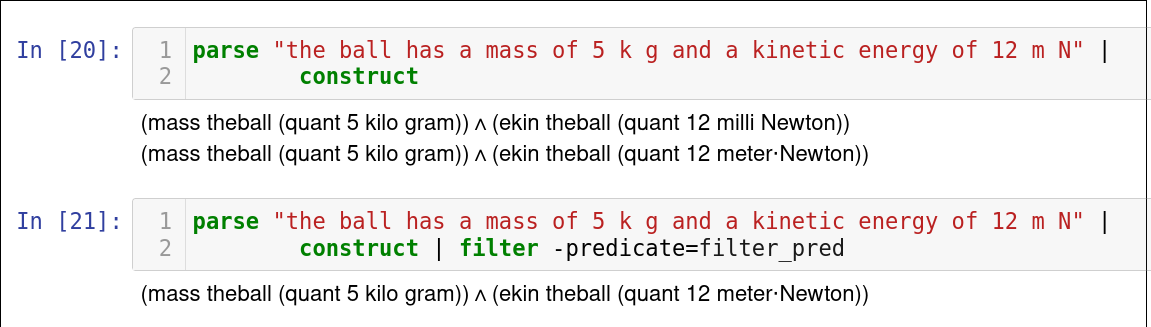 In [20]:
1 parse "the ball has a mass of 5 k g and a kinetic energy of 12 m N" |
2 construct
(mass theball (quant 5 kilo gram)) ∧ (ekin theball (quant 12 milli Newton))
(mass theball (quant 5 kilo gram)) ∧ (ekin theball (quant 12 meter·Newton))
In [21]:
1 parse "the ball has a mass of 5 k g and a kinetic energy of 12 m N" |
2 construct | filter -predicate=filter_pred
(mass theball (quant 5 kilo gram)) ∧ (ekin theball (quant 12 meter·Newton))